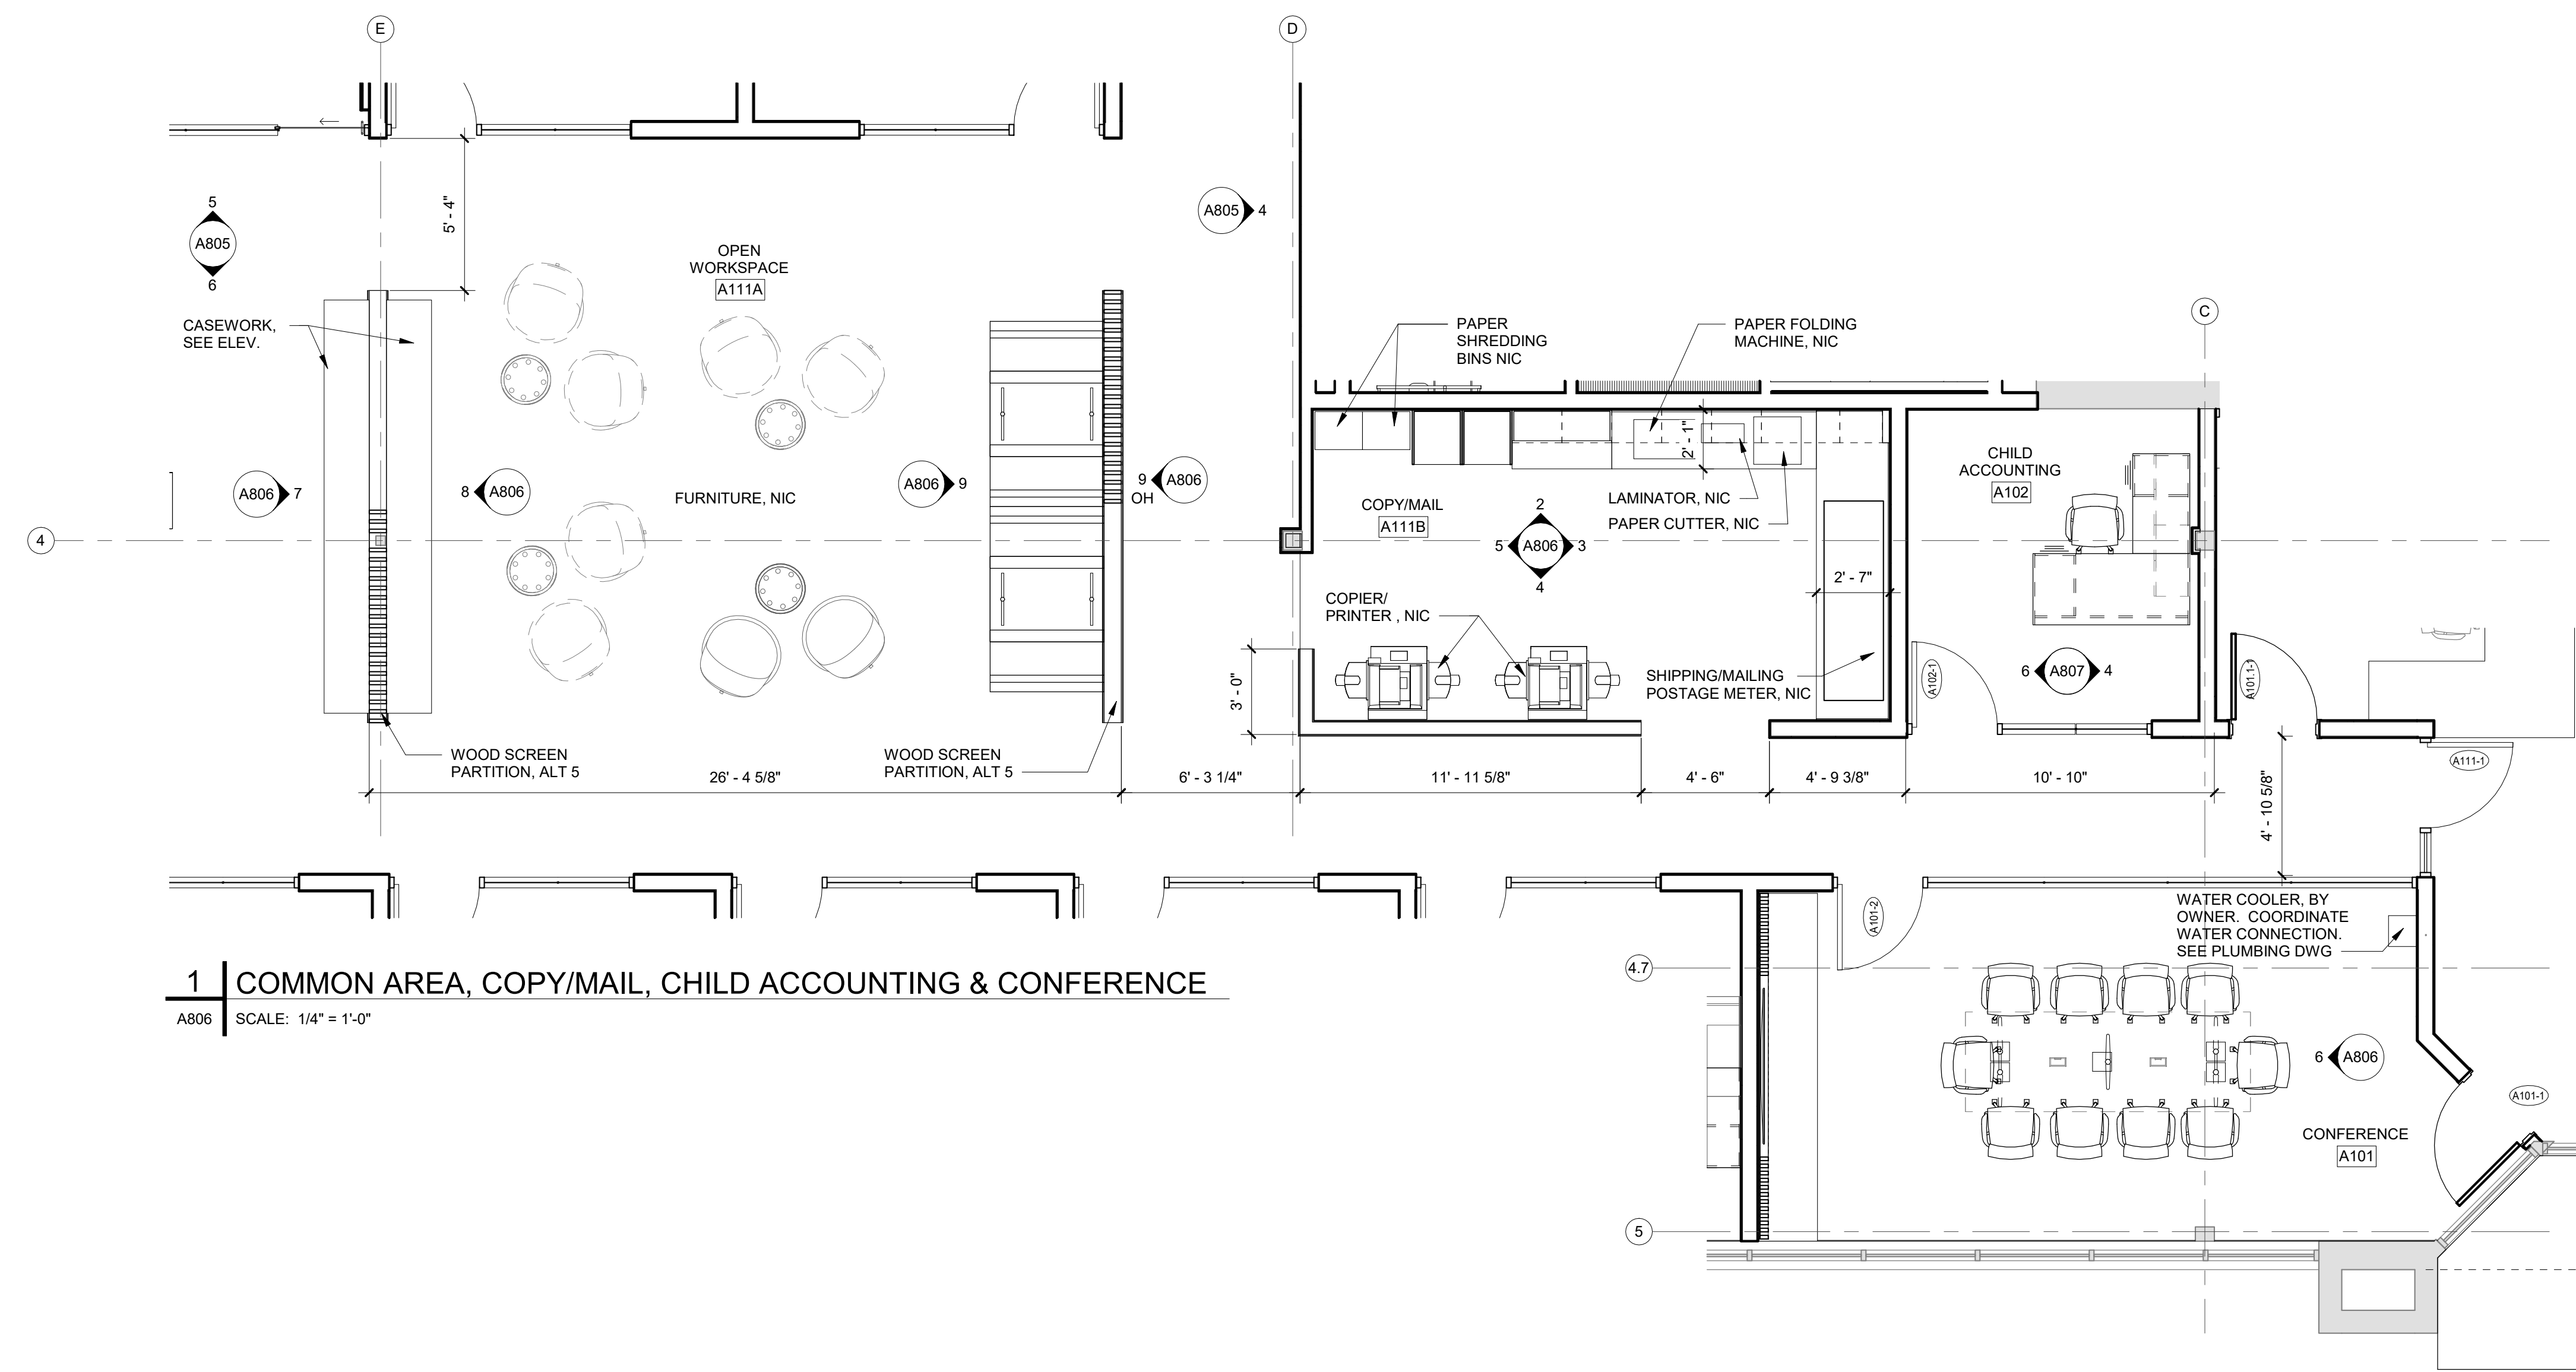 E
D
5
A805
6
5' - 4"
A805
4
OPEN
WORKSPACE
A111A
CASEWORK,
SEE ELEV.
C
PAPER
SHREDDING
BINS NIC
PAPER FOLDING
MACHINE, NIC
2' - 1"
CHILD
ACCOUNTING
A102
A806
7
8
A806
FURNITURE, NIC
A806
9
9
OH
A806
COPY/MAIL
A111B
LAMINATOR, NIC
PAPER CUTTER, NIC
4
2
5
A806
3
4
2' - 7"
COPIER/
PRINTER , NIC
3' - 0"
SHIPPING/MAILING
POSTAGE METER, NIC
A102-1
6
A807
4
A101.1-1
WOOD SCREEN
PARTITION, ALT 5
WOOD SCREEN
PARTITION, ALT 5
A111-1
26' - 4 5/8"
6' - 3 1/4"
11' - 11 5/8"
4' - 6"
4' - 9 3/8"
10' - 10"
4' - 10 5/8"
A101-2
WATER COOLER, BY
OWNER. COORDINATE
WATER CONNECTION.
SEE PLUMBING DWG
4.7
1
COMMON AREA, COPY/MAIL, CHILD ACCOUNTING & CONFERENCE
A806
SCALE: 1/4" = 1'-0"
6
A806
A101-1
CONFERENCE
A101
5